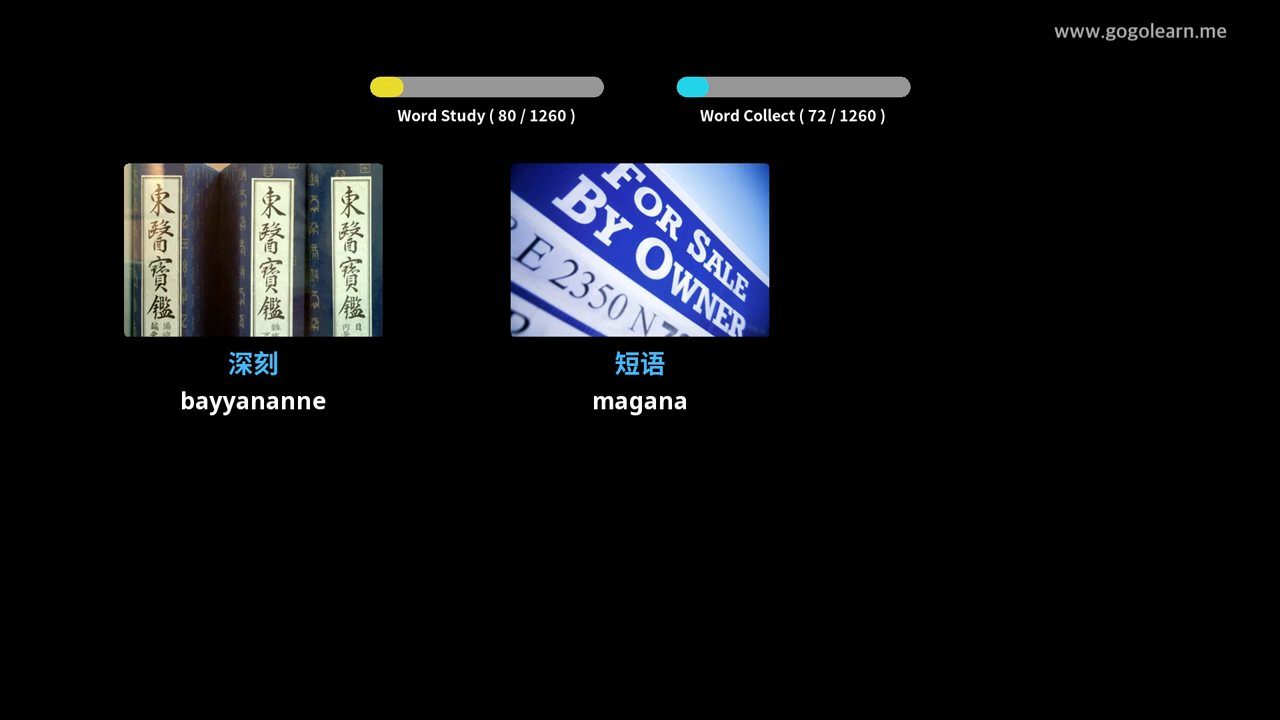 www.gogolearn.me
Word Study ( 80 / 1260 )
Word Collect ( 72 / 1260 )
東醫寶鑑
東醫寶鑑
東醫寶鑑
FOR SALE
BY OWNER
E 2350 N
深刻
bayyananne
短语
magana